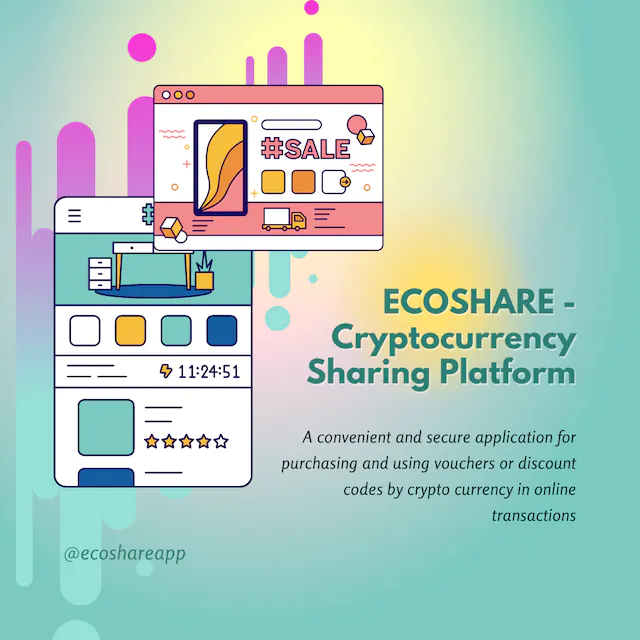 #SALE
#
11:24:51
ECOSHARE -
Cryptocurrency
Sharing Platform
A convenient and secure application for
purchasing and using vouchers or discount
codes by crypto currency in online
transactions
@ecoshareapp